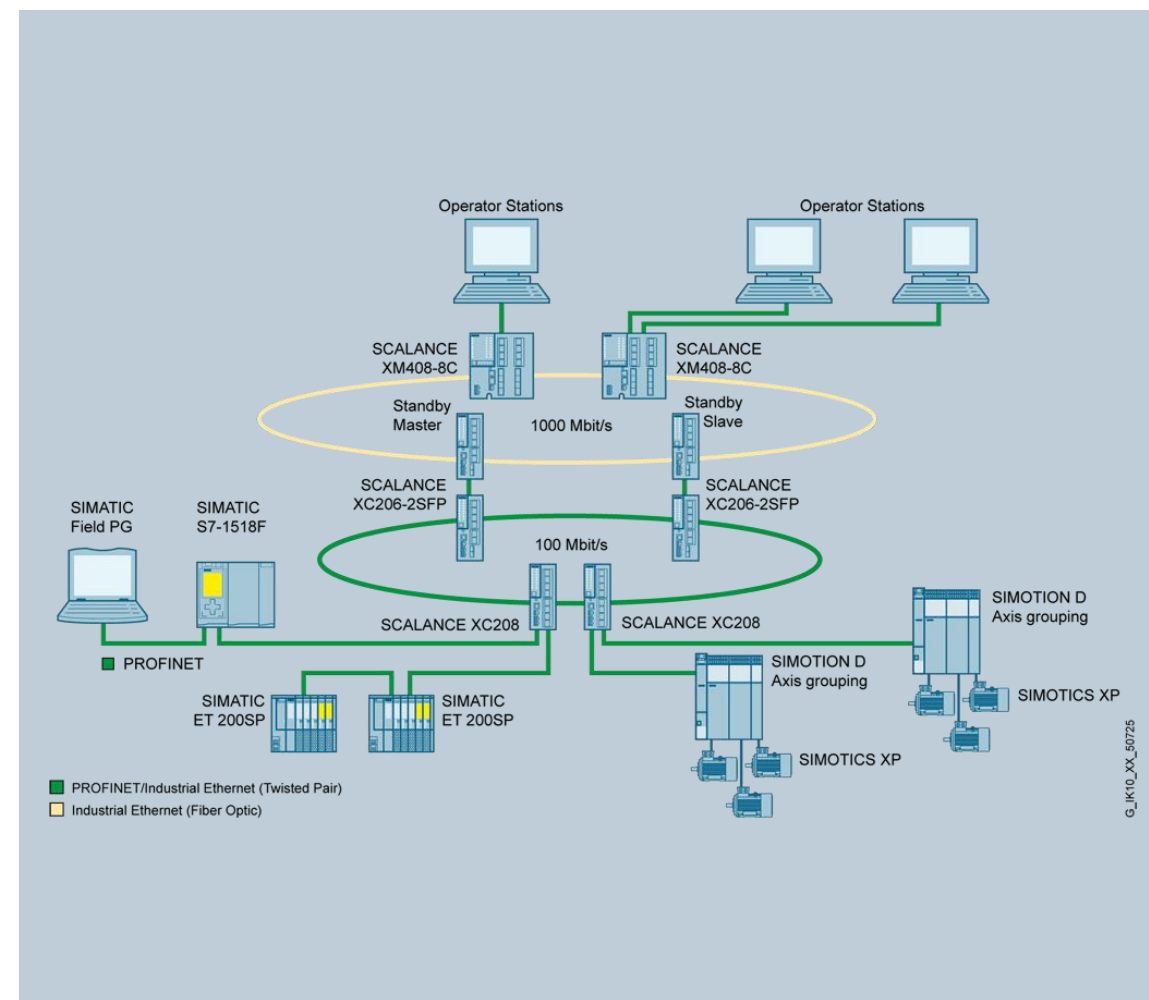 Operator Stations
Operator Stations
SCALANCE
XM408-8C
SCALANCE
XM408-8C
Standby
Master
1000 Mbit/s
Standby
Slave
SCALANCE
XC206-2SFP
SCALANCE
XC206-2SFP
SIMATIC
Field PG
SIMATIC
S7-1518F
100 Mbit/s
SCALANCE XC208
SCALANCE XC208
SIMOTION D
Axis grouping
PROFINET
SIMOTION D
Axis grouping
SIMATIC
ET 200SP
SIMATIC
ET 200SP
SIMOTICS XP
SIMOTICS XP
PROFINET/Industrial Ethernet (Twisted Pair)
Industrial Ethernet (Fiber Optic)
G_IK10_XX_50725